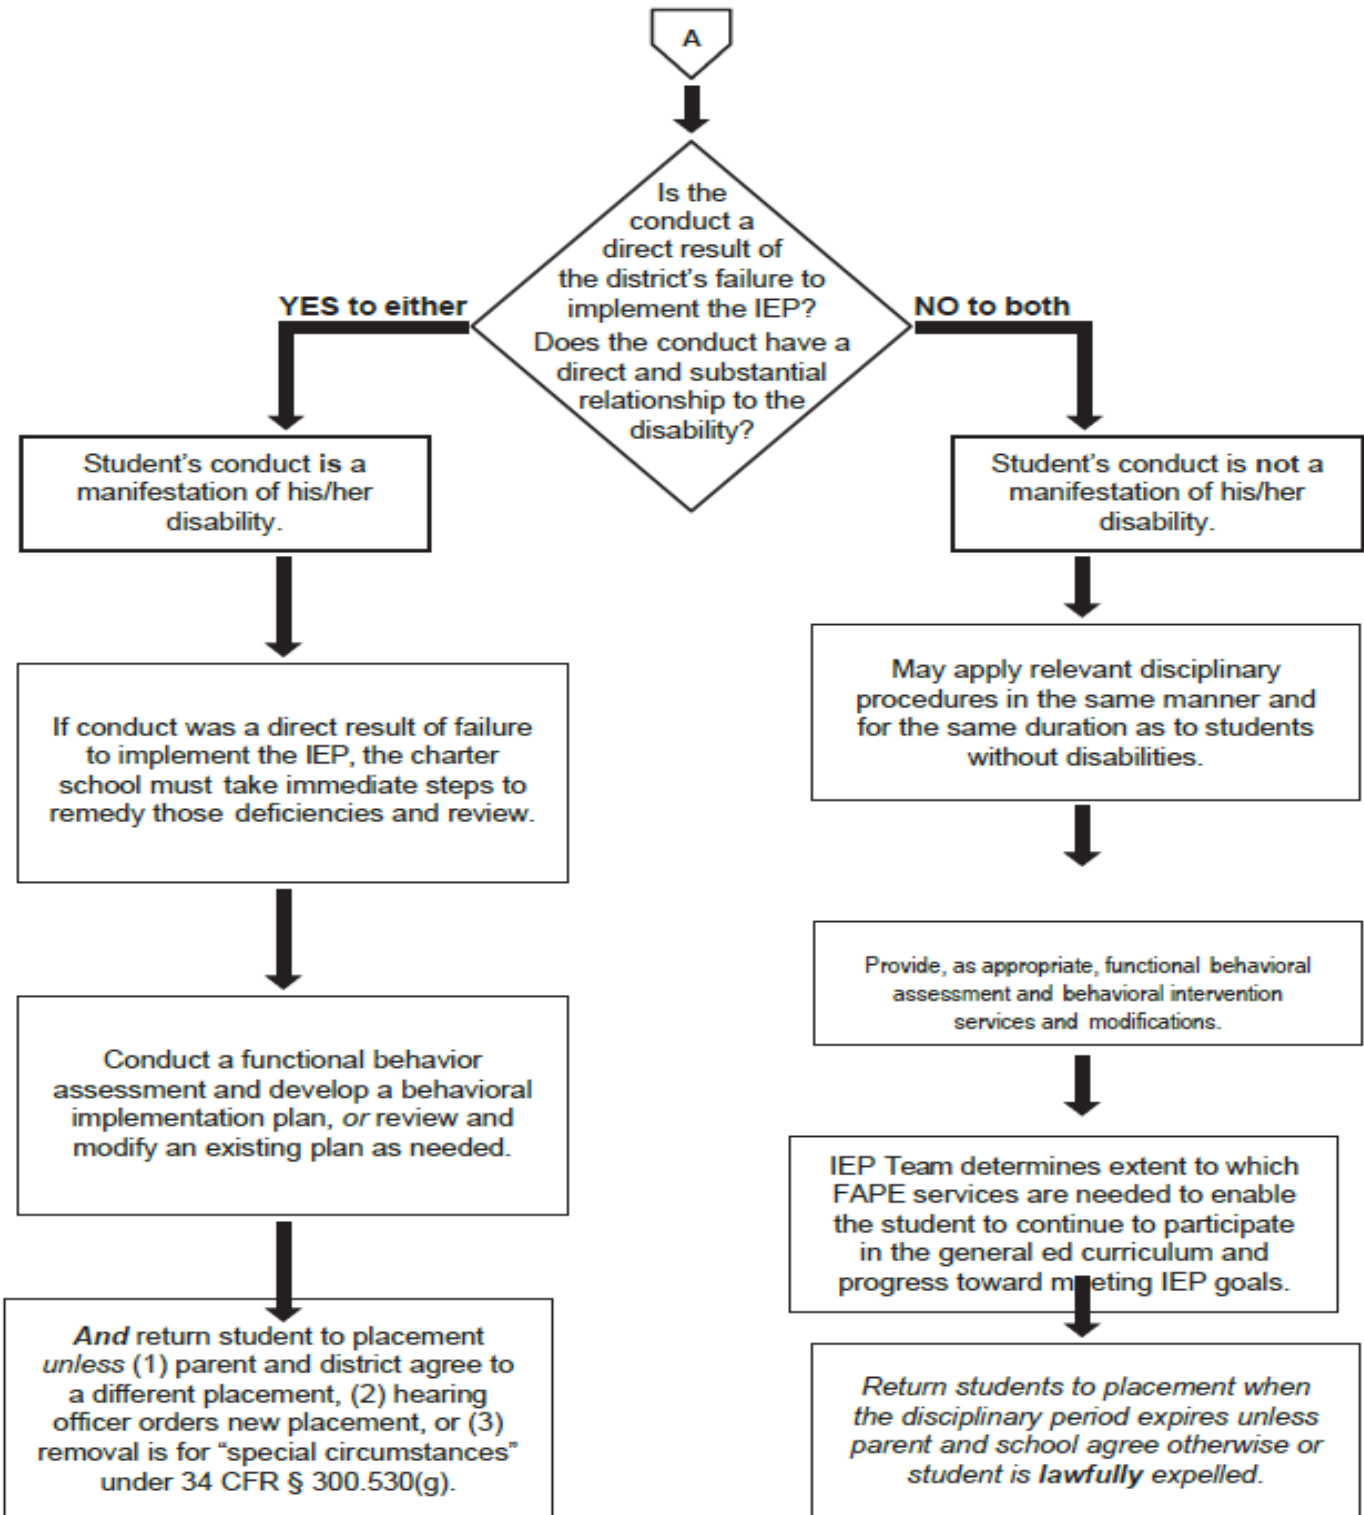 A
Is the
conduct a
direct result of
the district's failure to
implement the IEP?
Does the conduct have a
direct and substantial
relationship to the
disability?
YES to either
NO to both
Student's conduct is a
manifestation of his/her
disability.
If conduct was a direct result of failure
to implement the IEP, the charter
school must take immediate steps to
remedy those deficiencies and review.
Conduct a functional behavior
assessment and develop a behavioral
implementation plan, or review and
modify an existing plan as needed.
And return student to placement
unless (1) parent and district agree to
a different placement, (2) hearing
officer orders new placement, or (3)
removal is for “special circumstances”
under 34 CFR § 300.530(g).
Student's conduct is not a
manifestation of his/her
disability.
May apply relevant disciplinary
procedures in the same manner and
for the same duration as to students
without disabilities.
Provide, as appropriate, functional behavioral
assessment and behavioral intervention
services and modifications.
IEP Team determines extent to which
FAPE services are needed to enable
the student to continue to participate
in the general ed curriculum and
progress toward meeting IEP goals.
Return students to placement when
the disciplinary period expires unless
parent and school agree otherwise or
student is lawfully expelled.